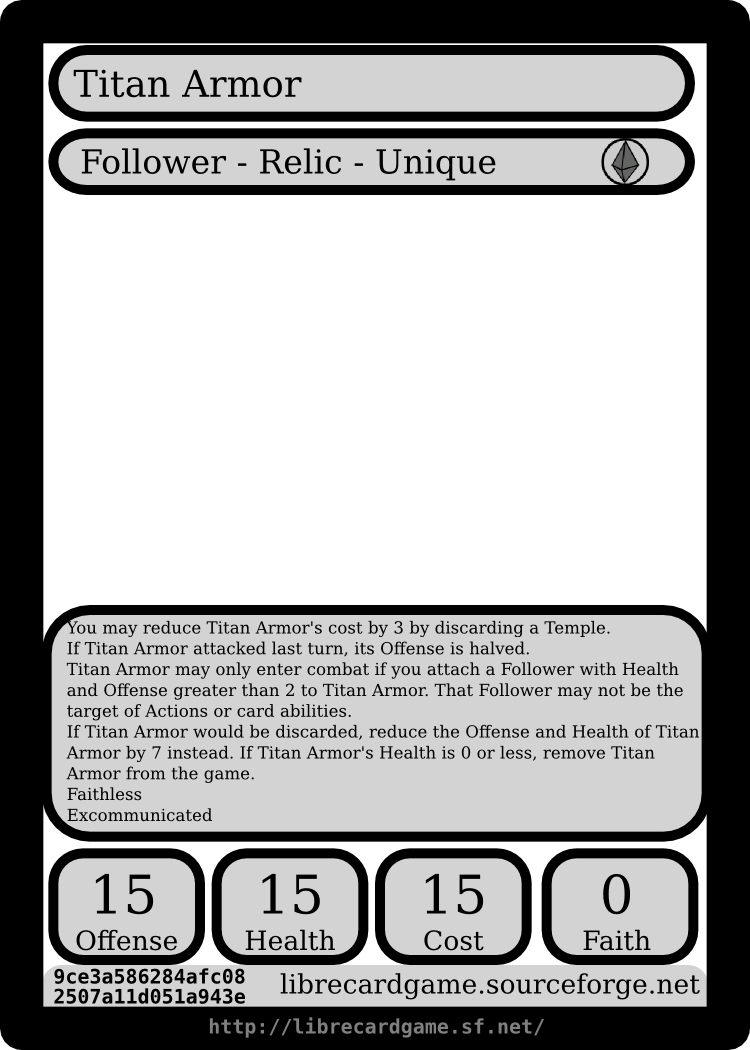 Titan Armor
Follower - Relic - Unique
You may reduce Titan Armor's cost by 3 by discarding a Temple.
If Titan Armor attacked last turn, its Offense is halved.
Titan Armor may only enter combat if you attach a Follower with Health
and Offense greater than 2 to Titan Armor. That Follower may not be the
target of Actions or card abilities.
If Titan Armor would be discarded, reduce the Offense and Health of Titan
Armor by 7 instead. If Titan Armor's Health is 0 or less, remove Titan
Armor from the game.
Faithless
Excommunicated
15 15 15 0
Offense Health Cost Faith
9ce3a586284afc08
2507a11d051a943e
librecardgame.sourceforge.net
http://librecardgame.sf.net/